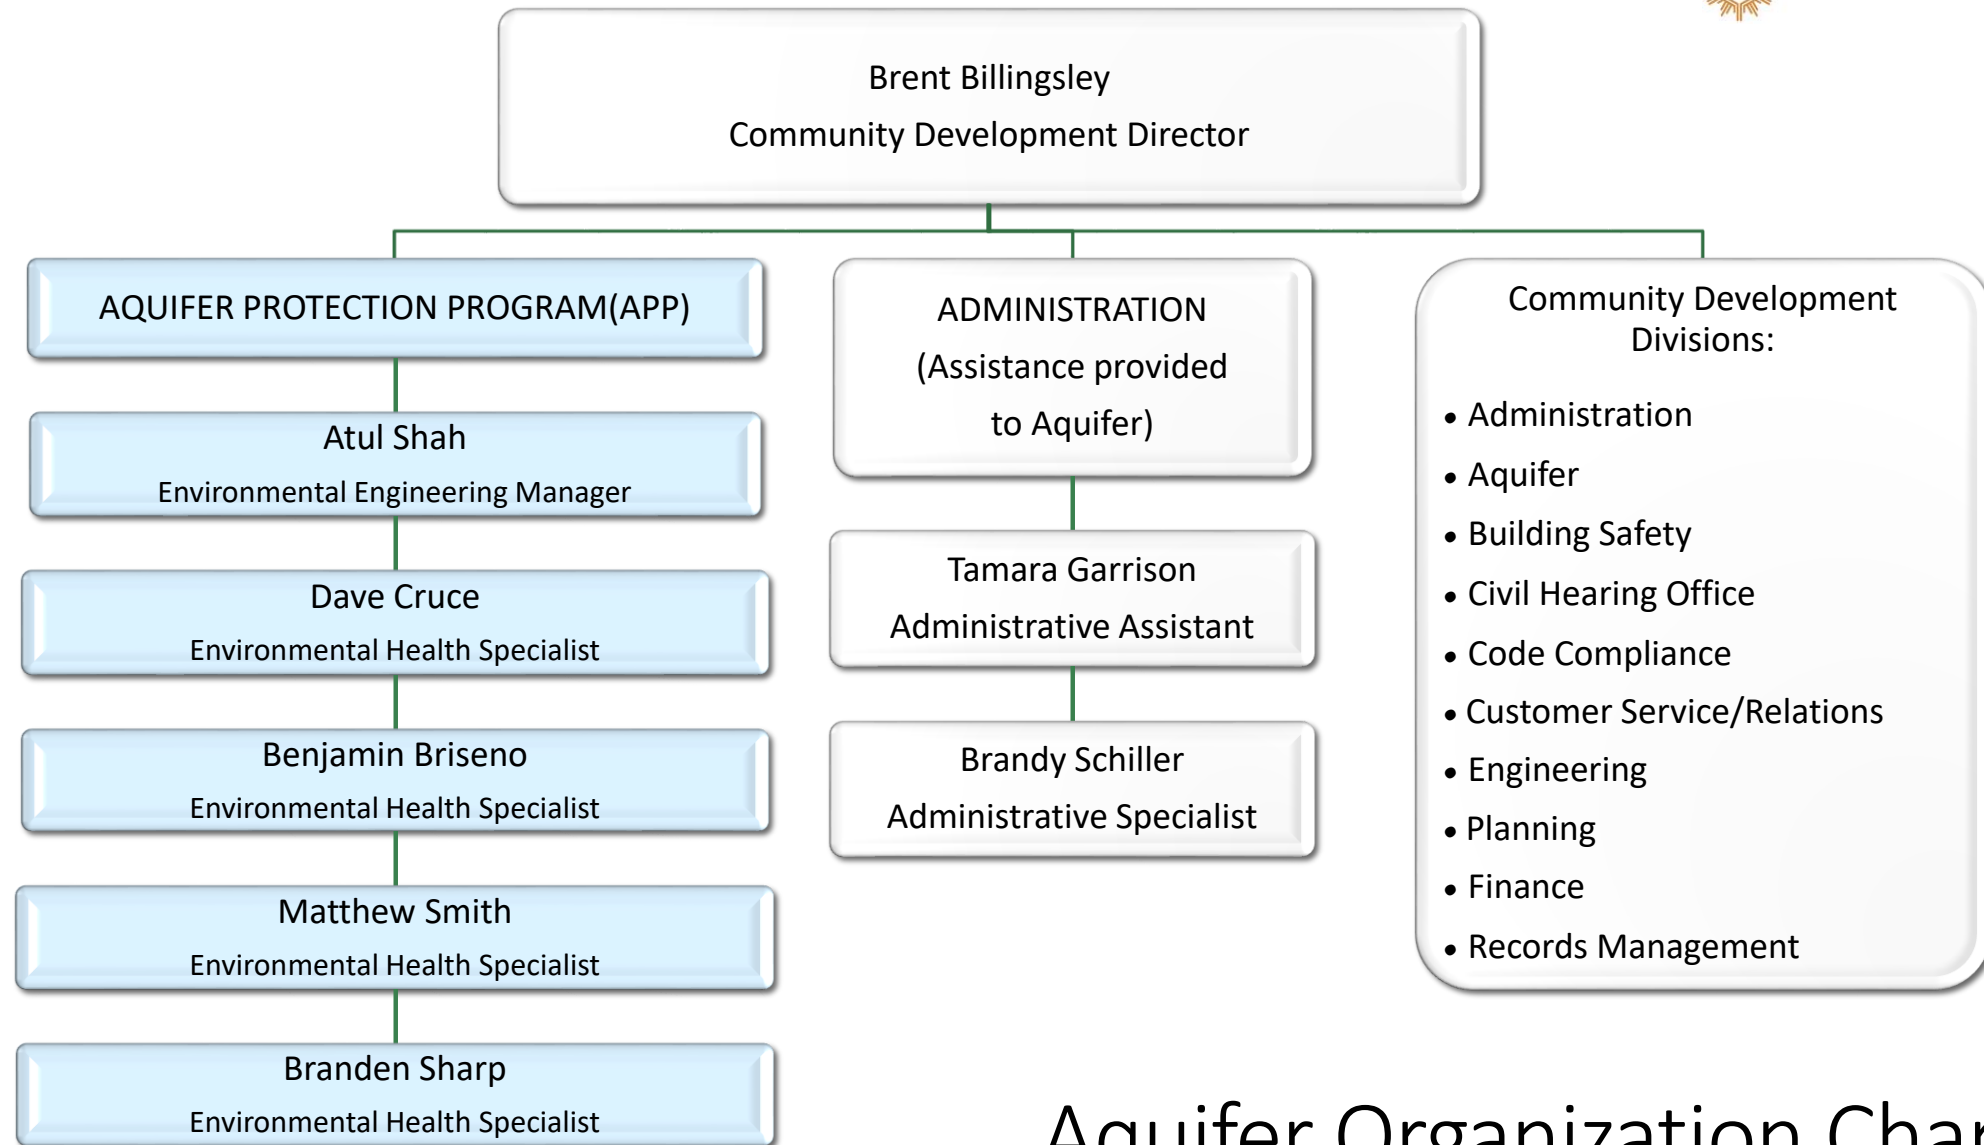 Brent Billingsley
Community Development Director
AQUIFER PROTECTION PROGRAM(APP)
Atul Shah
Environmental Engineering Manager
Dave Cruce
Environmental Health Specialist
Benjamin Briseno
Environmental Health Specialist
Matthew Smith
Environmental Health Specialist
Branden Sharp
Environmental Health Specialist
ADMINISTRATION
(Assistance provided
to Aquifer)
Tamara Garrison
Administrative Assistant
Brandy Schiller
Administrative Specialist
Community Development
Divisions:
• Administration
• Aquifer
• Building Safety
• Civil Hearing Office
• Code Compliance
• Customer Service/Relations
• Engineering
• Planning
• Finance
• Records Management
Aquifer Organization